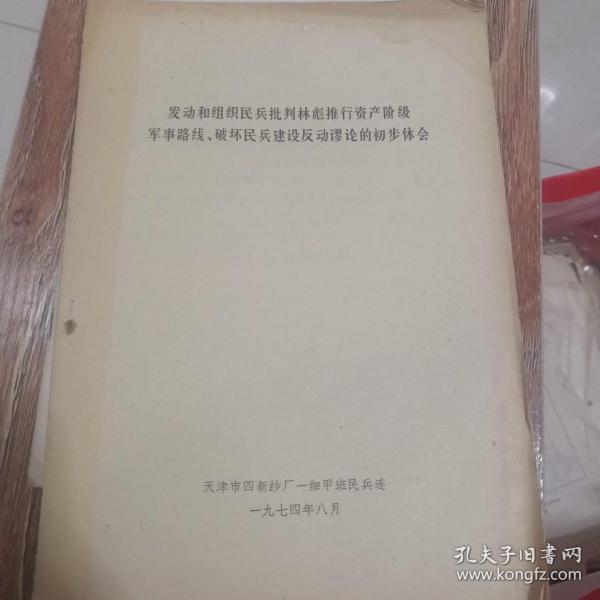 发动和组织民兵批判林彪推行资产阶级
军事路线、破坏民兵建设反动谬论的初步体会
天津市四新纱厂一细甲班民兵连
一九七四年八月
孔夫子旧书网
www.kongfz.com